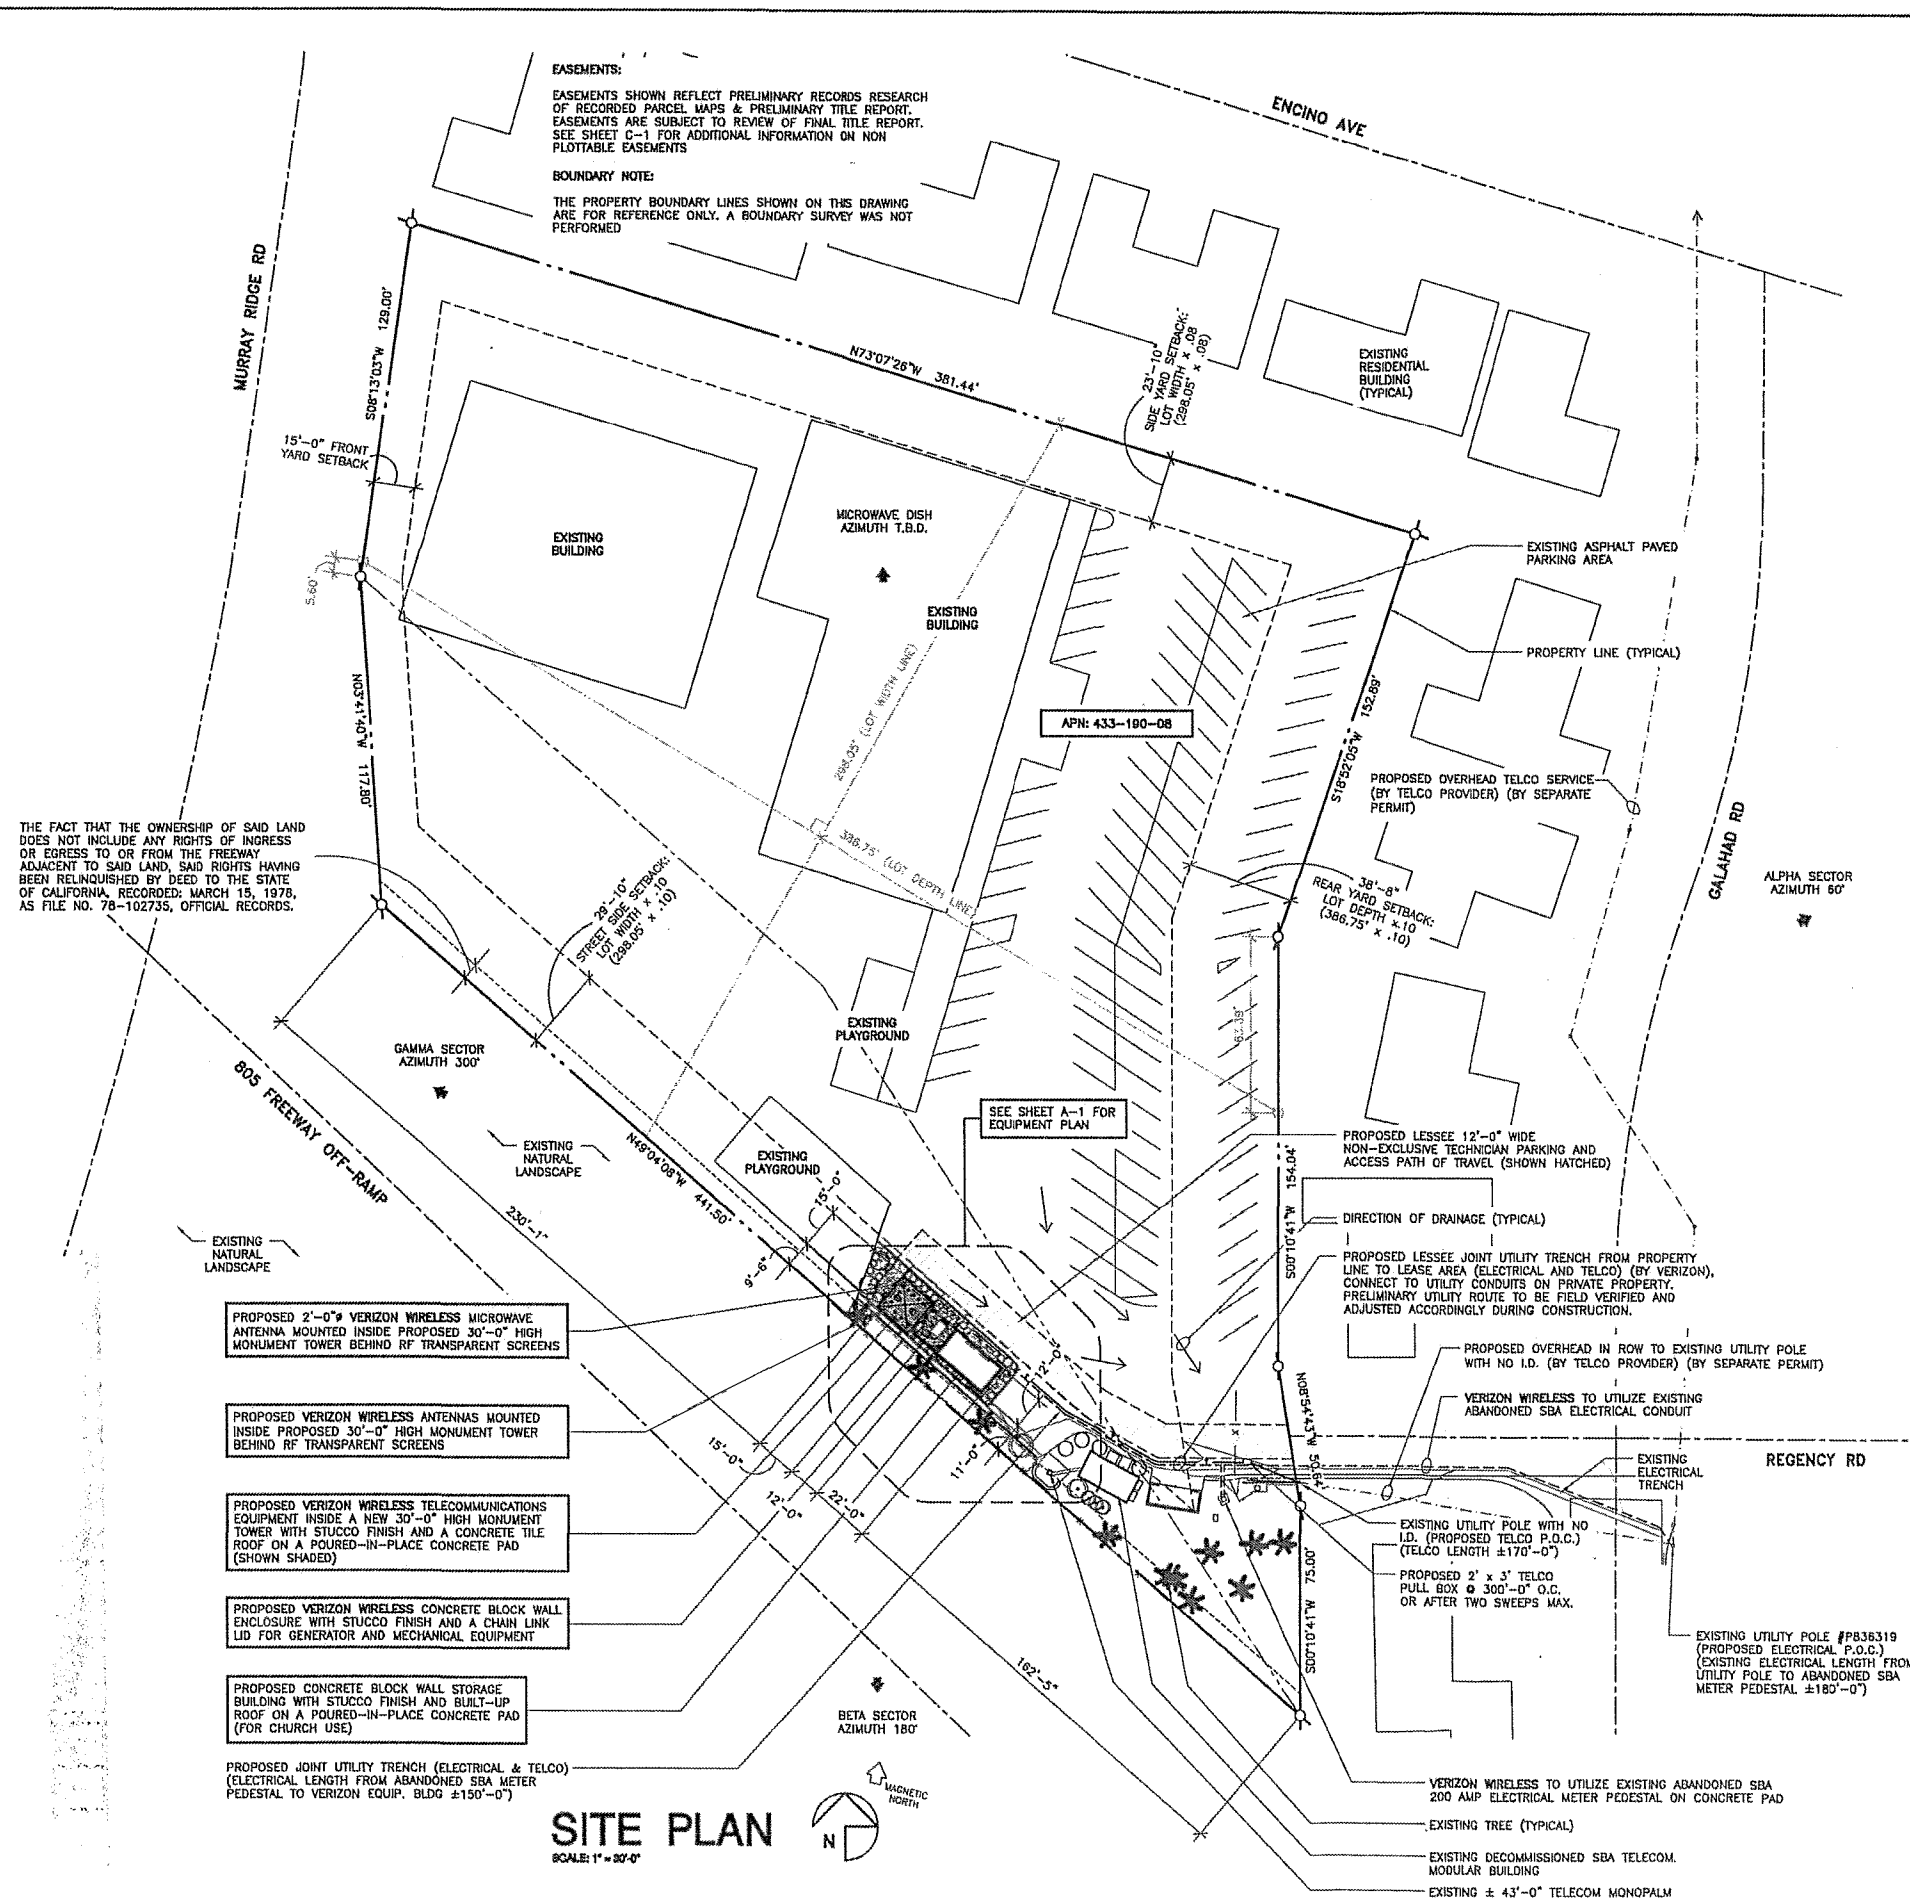 EASEMENTS:
EASEMENTS SHOWN REFLECT PRELIMINARY RECORDS RESEARCH
OF RECORDED PARCEL MAPS & PRELIMINARY TITLE REPORT.
EASEMENTS ARE SUBJECT TO REVIEW OF FINAL TITLE REPORT.
SEE SHEET C-1 FOR ADDITIONAL INFORMATION ON NON
PLOTTABLE EASEMENTS
BOUNDARY NOTE:
THE PROPERTY BOUNDARY LINES SHOWN ON THIS DRAWING
ARE FOR REFERENCE ONLY. A BOUNDARY SURVEY WAS NOT
PERFORMED
ENCINO AVE
MURRAY RIDGE RD
S08°13'03"W 129.00'
N73°07'26"W 381.44'
23'-10"
SIDE YARD SETBACK:
LOT WIDTH x .08
(298.05' x .08)
EXISTING
RESIDENTIAL
BUILDING
(TYPICAL)
15'-0" FRONT
YARD SETBACK
EXISTING
BUILDING
MICROWAVE DISH
AZIMUTH T.B.D.
EXISTING ASPHALT PAVED
PARKING AREA
5.60'
EXISTING
BUILDING
PROPERTY LINE (TYPICAL)
298.05' (LOT WIDTH LINE)
N03°41'40"W 117.80'
APN: 433-190-08
S18°52'05"W 152.89'
PROPOSED OVERHEAD TELCO SERVICE
(BY TELCO PROVIDER) (BY SEPARATE
PERMIT)
GALAHAD RD
THE FACT THAT THE OWNERSHIP OF SAID LAND
DOES NOT INCLUDE ANY RIGHTS OF INGRESS
OR EGRESS TO OR FROM THE FREEWAY
ADJACENT TO SAID LAND, SAID RIGHTS HAVING
BEEN RELINQUISHED BY DEED TO THE STATE
OF CALIFORNIA, RECORDED: MARCH 15, 1978,
AS FILE NO. 78-102735, OFFICIAL RECORDS.
386.75' (LOT DEPTH LINE)
29'-10"
STREET SIDE SETBACK:
LOT WIDTH x .10
(298.05' x .10)
38'-8"
REAR YARD SETBACK:
LOT DEPTH x.10
(386.75' x .10)
ALPHA SECTOR
AZIMUTH 60°
EXISTING
PLAYGROUND
GAMMA SECTOR
AZIMUTH 300°
805 FREEWAY OFF-RAMP
SEE SHEET A-1 FOR
EQUIPMENT PLAN
EXISTING
NATURAL
LANDSCAPE
N49°04'08"W 441.50'
EXISTING
PLAYGROUND
15'-0"
9'-6"
PROPOSED LESSEE 12'-0" WIDE
NON-EXCLUSIVE TECHNICIAN PARKING AND
ACCESS PATH OF TRAVEL (SHOWN HATCHED)
S00°10'41"W 154.04'
DIRECTION OF DRAINAGE (TYPICAL)
230'-1"
EXISTING
NATURAL
LANDSCAPE
PROPOSED LESSEE JOINT UTILITY TRENCH FROM PROPERTY
LINE TO LEASE AREA (ELECTRICAL AND TELCO) (BY VERIZON),
CONNECT TO UTILITY CONDUITS ON PRIVATE PROPERTY.
PRELIMINARY UTILITY ROUTE TO BE FIELD VERIFIED AND
ADJUSTED ACCORDINGLY DURING CONSTRUCTION.
PROPOSED 2'-0"ø VERIZON WIRELESS MICROWAVE
ANTENNA MOUNTED INSIDE PROPOSED 30'-0" HIGH
MONUMENT TOWER BEHIND RF TRANSPARENT SCREENS
PROPOSED OVERHEAD IN ROW TO EXISTING UTILITY POLE
WITH NO I.D. (BY TELCO PROVIDER) (BY SEPARATE PERMIT)
12'-0"
N08°54'43"W 50.64'
VERIZON WIRELESS TO UTILIZE EXISTING
ABANDONED SBA ELECTRICAL CONDUIT
PROPOSED VERIZON WIRELESS ANTENNAS MOUNTED
INSIDE PROPOSED 30'-0" HIGH MONUMENT TOWER
BEHIND RF TRANSPARENT SCREENS
15'-0"
11'-0"
REGENCY RD
EXISTING
ELECTRICAL
TRENCH
12'-0"
22'-0"
PROPOSED VERIZON WIRELESS TELECOMMUNICATIONS
EQUIPMENT INSIDE A NEW 30'-0" HIGH MONUMENT
TOWER WITH STUCCO FINISH AND A CONCRETE TILE
ROOF ON A POURED-IN-PLACE CONCRETE PAD
(SHOWN SHADED)
EXISTING UTILITY POLE WITH NO
I.D. (PROPOSED TELCO P.O.C.)
(TELCO LENGTH ±170'-0")
PROPOSED 2' x 3' TELCO
PULL BOX @ 300'-0" O.C.
OR AFTER TWO SWEEPS MAX.
S00°10'41"W 75.00'
PROPOSED VERIZON WIRELESS CONCRETE BLOCK WALL
ENCLOSURE WITH STUCCO FINISH AND A CHAIN LINK
LID FOR GENERATOR AND MECHANICAL EQUIPMENT
EXISTING UTILITY POLE #P836319
(PROPOSED ELECTRICAL P.O.C.)
(EXISTING ELECTRICAL LENGTH FROM
UTILITY POLE TO ABANDONED SBA
METER PEDESTAL ±180'-0")
162'-5"
PROPOSED CONCRETE BLOCK WALL STORAGE
BUILDING WITH STUCCO FINISH AND BUILT-UP
ROOF ON A POURED-IN-PLACE CONCRETE PAD
(FOR CHURCH USE)
BETA SECTOR
AZIMUTH 180°
PROPOSED JOINT UTILITY TRENCH (ELECTRICAL & TELCO)
(ELECTRICAL LENGTH FROM ABANDONED SBA METER
PEDESTAL TO VERIZON EQUIP. BLDG ±150'-0")
MAGNETIC
NORTH
VERIZON WIRELESS TO UTILIZE EXISTING ABANDONED SBA
200 AMP ELECTRICAL METER PEDESTAL ON CONCRETE PAD
SITE PLAN
N
SCALE: 1" = 30'-0"
EXISTING TREE (TYPICAL)
EXISTING DECOMMISSIONED SBA TELECOM.
MODULAR BUILDING
EXISTING ± 43'-0" TELECOM MONOPALM